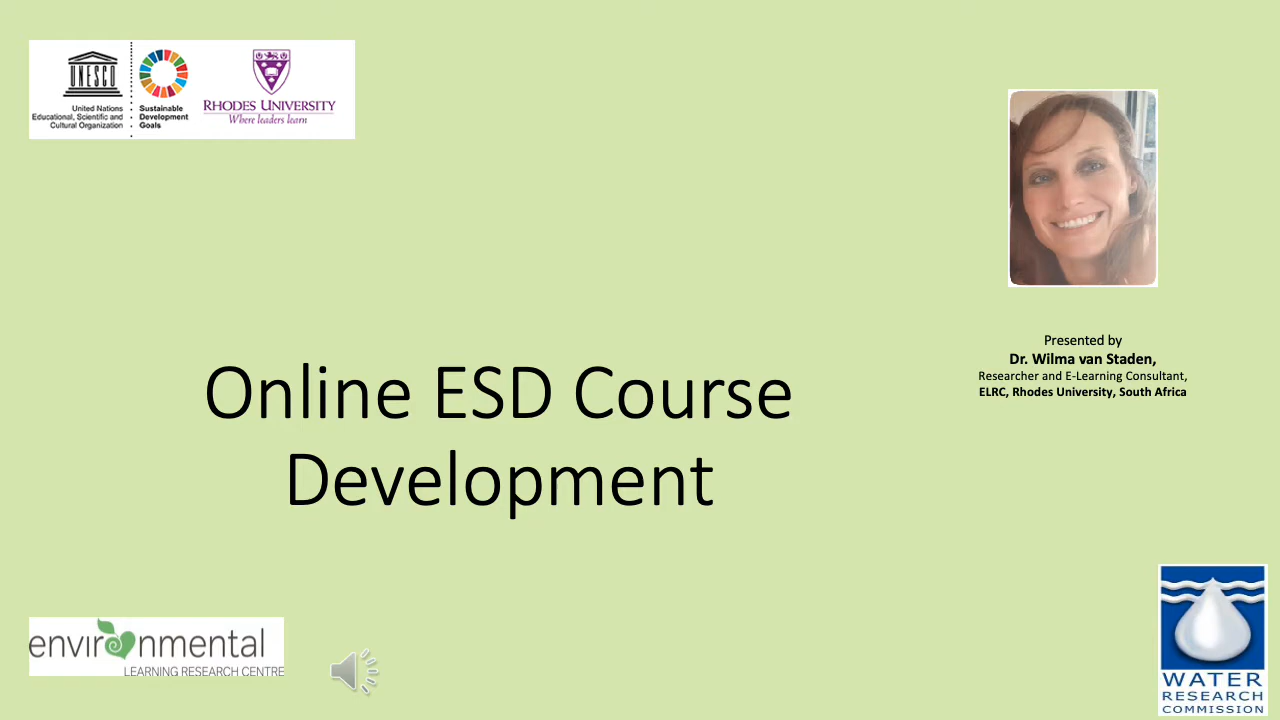 UNESCO
United Nations
Educational, Scientific and
Cultural Organization
Sustainable
Development
Goals
RHODES UNIVERSITY
Where leaders learn
Presented by
Dr. Wilma van Staden,
Researcher and E-Learning Consultant,
ELRC, Rhodes University, South Africa
Online ESD Course
Development
environmental
LEARNING RESEARCH CENTRE
WATER
RESEARCH
COMMISSION